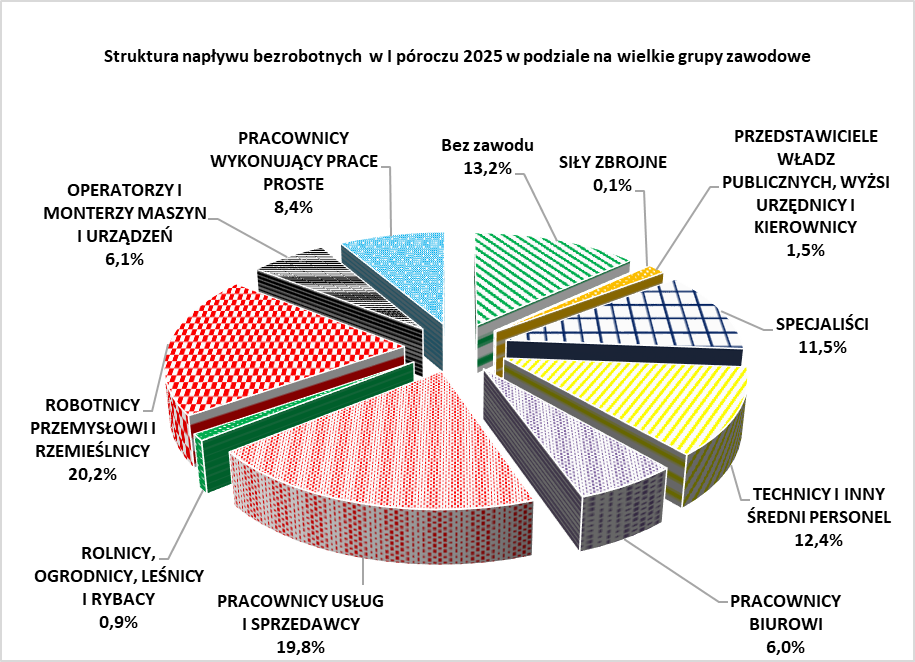 Struktura napływu bezrobotnych w I póroczu 2025 w podziale na wielkie grupy zawodowe
Bez zawodu
13,2%
SIŁY ZBROJNE
0,1%
PRZEDSTAWICIELE
WŁADZ
PUBLICZNYCH, WYŻSI
URZĘDNICY I
KIEROWNICY
1,5%
SPECJALIŚCI
11,5%
TECHNICY I INNY
ŚREDNI PERSONEL
12,4%
PRACOWNICY
BIUROWI
6,0%
PRACOWNICY USŁUG
I SPRZEDAWCY
19,8%
ROLNICY,
OGRODNICY, LEŚNICY
I RYBACY
0,9%
ROBOTNICY
PRZEMYSŁOWI I
RZEMIEŚLNICY
20,2%
OPERATORZY I
MONTERZY MASZYN
I URZĄDZEŃ
6,1%
PRACOWNICY
WYKONUJĄCY PRACE
PROSTE
8,4%